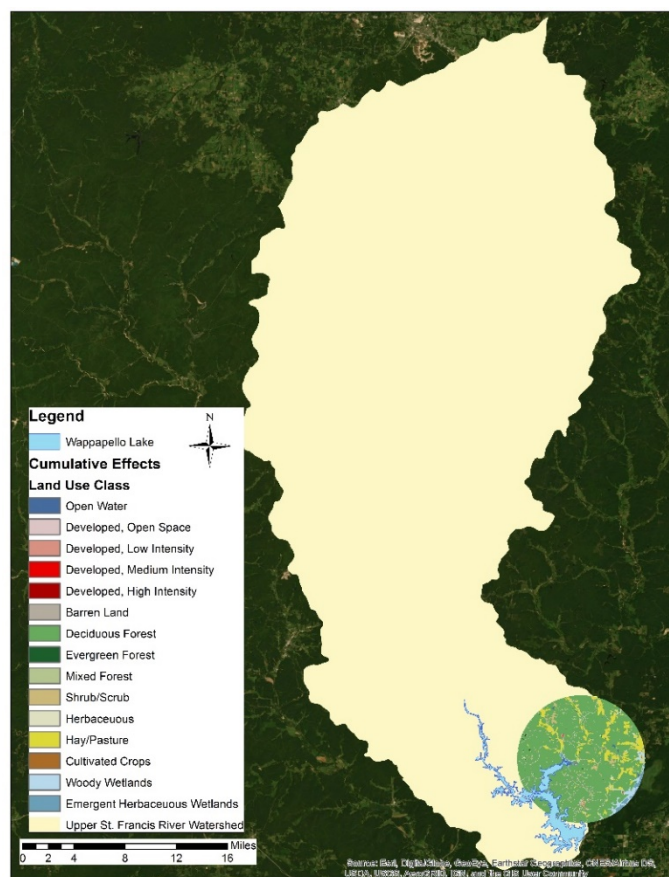 Legend
N
Wappapello Lake
Cumulative Effects
Land Use Class
Open Water
Developed, Open Space
Developed, Low Intensity
Developed, Medium Intensity
Developed, High Intensity
Barren Land
Deciduous Forest
Evergreen Forest
Mixed Forest
Shrub/Scrub
Herbaceuous
Hay/Pasture
Cultivated Crops
Woody Wetlands
Emergent Herbaceuous Wetlands
Upper St. Francis River Watershed
Miles
0 2 4 8 12 16
Source: Esri, DigitalGlobe, GeoEye, Earthstar Geographics, CNES/Airbus DS,
USDA, USGS, AeroGRID, IGN, and the GIS User Community